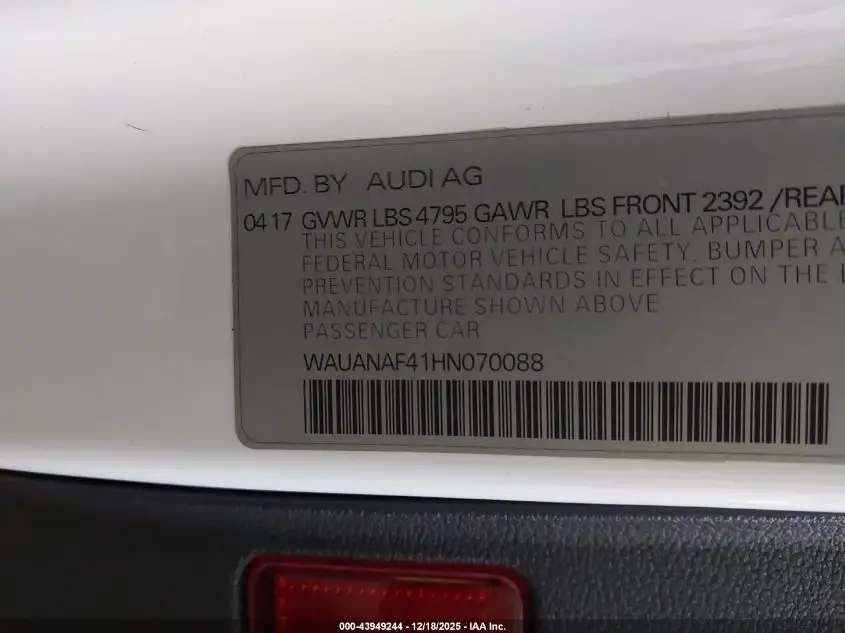 MFD. BY AUDI AG
04 17 GVWR LBS 4795 GAWR LBS FRONT 2392 /REAR
THIS VEHICLE CONFORMS TO ALL APPLICABLE
FEDERAL MOTOR VEHICLE SAFETY, BUMPER A
PREVENTION STANDARDS IN EFFECT ON THE
MANUFACTURE SHOWN ABOVE
PASSENGER CAR
WAUANAF41HN070088
000-43949244 - 12/18/2025 - IAA Inc.